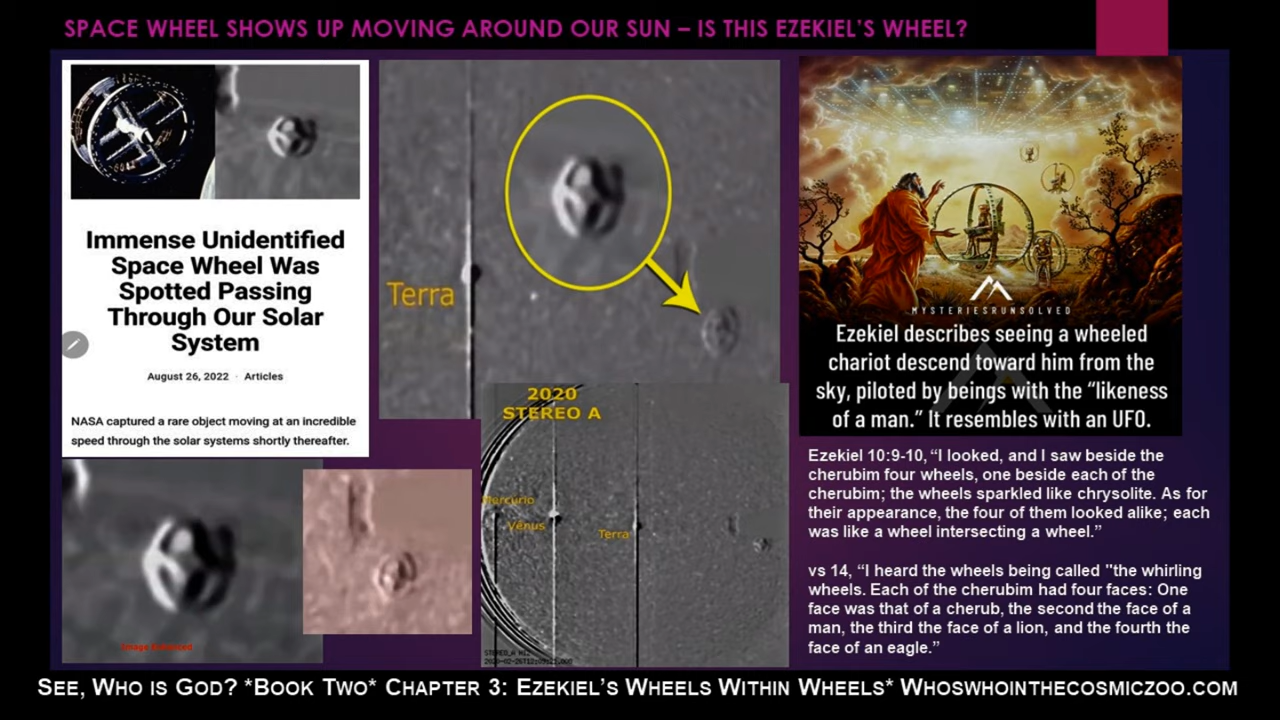 SPACE WHEEL SHOWS UP MOVING AROUND OUR SUN – IS THIS EZEKIEL'S WHEEL?
Immense Unidentified
Space Wheel Was
Spotted Passing
Through Our Solar
System
August 26, 2022 · Articles
NASA captured a rare object moving at an incredible
speed through the solar systems shortly thereafter.
Terra
2020
STEREO A
Mercurio
Vénus
Terra
STEREO_A HI1
Image Enhanced
MYSTERIESRUNSOLVED
Ezekiel describes seeing a wheeled
chariot descend toward him from the
sky, piloted by beings with the “likeness
of a man.” It resembles with an UFO.
Ezekiel 10:9-10, “I looked, and I saw beside the
cherubim four wheels, one beside each of the
cherubim; the wheels sparkled like chrysolite. As for
their appearance, the four of them looked alike; each
was like a wheel intersecting a wheel.”
vs 14, “I heard the wheels being called "the whirling
wheels. Each of the cherubim had four faces: One
face was that of a cherub, the second the face of a
man, the third the face of a lion, and the fourth the
face of an eagle.”
SEE, WHO IS GOD? *BOOK TWO* CHAPTER 3: EZEKIEL'S WHEELS WITHIN WHEELS* WHOSWHOINTHECOSMICZOO.COM